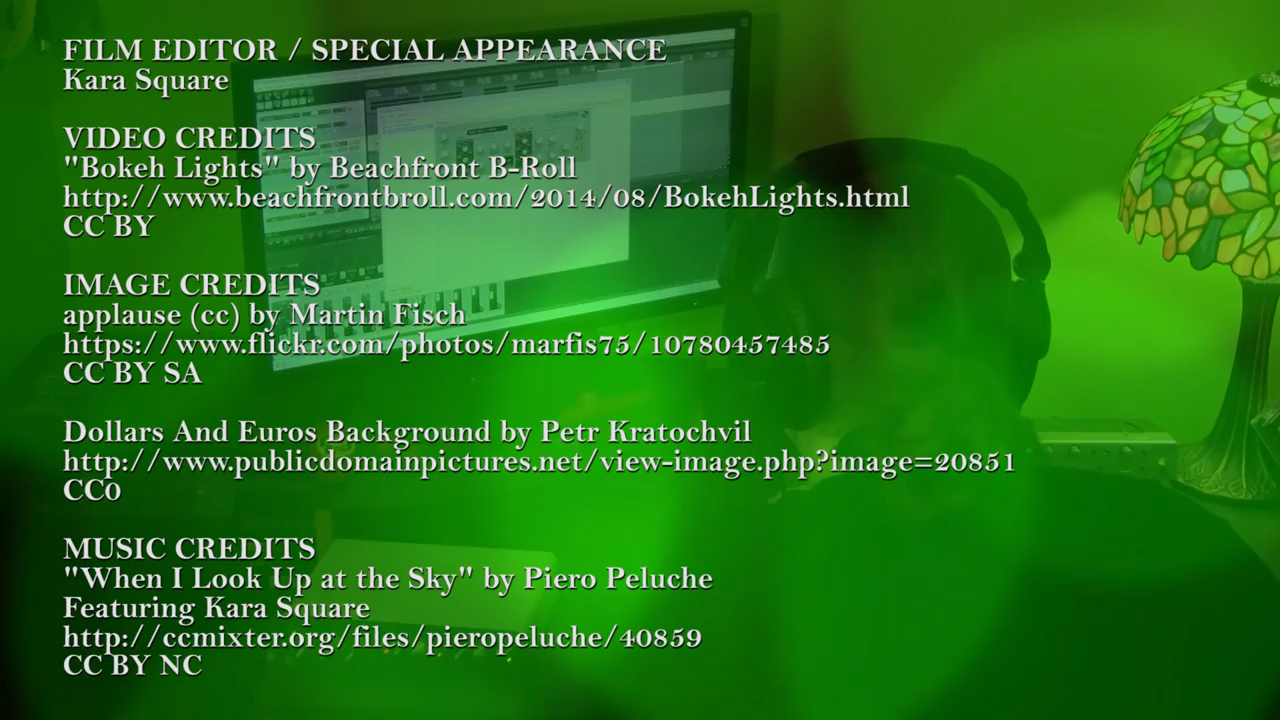 FILM EDITOR / SPECIAL APPEARANCE
Kara Square
VIDEO CREDITS
"Bokeh Lights" by Beachfront B-Roll
http://www.beachfrontbroll.com/2014/08/BokehLights.html
CC BY
IMAGE CREDITS
applause (cc) by Martin Fisch
https://www.flickr.com/photos/marfis75/10780457485
CC BY SA
Dollars And Euros Background by Petr Kratochvil
http://www.publicdomainpictures.net/view-image.php?image=20851
CC0
MUSIC CREDITS
"When I Look Up at the Sky" by Piero Peluche
Featuring Kara Square
http://ccmixter.org/files/pieropeluche/40859
CC BY NC